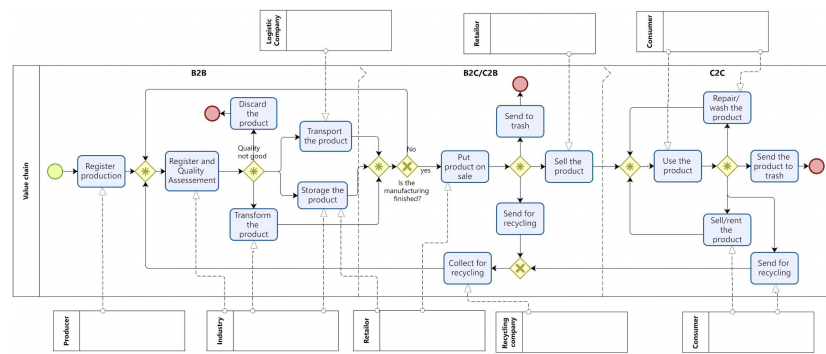 Logistic
Company
Retailor
Consumer
B2B
B2C/C2B
C2C
Value chain
Register
production
Register and
Quality
Assessement
Discard
the
product
Quality
not good
Transform
the product
Transport
the product
Storage the
product
No
yes
Is the
manufacturing
finished?
Put
product on
sale
Send to
trash
Sell the
product
Send for
recycling
Collect for
recycling
Use the
product
Repair/
wash the
product
Send the
product to
trash
Sell/rent
the
product
Send for
recycling
Producer
Industry
Retailor
Recycling
company
Consumer